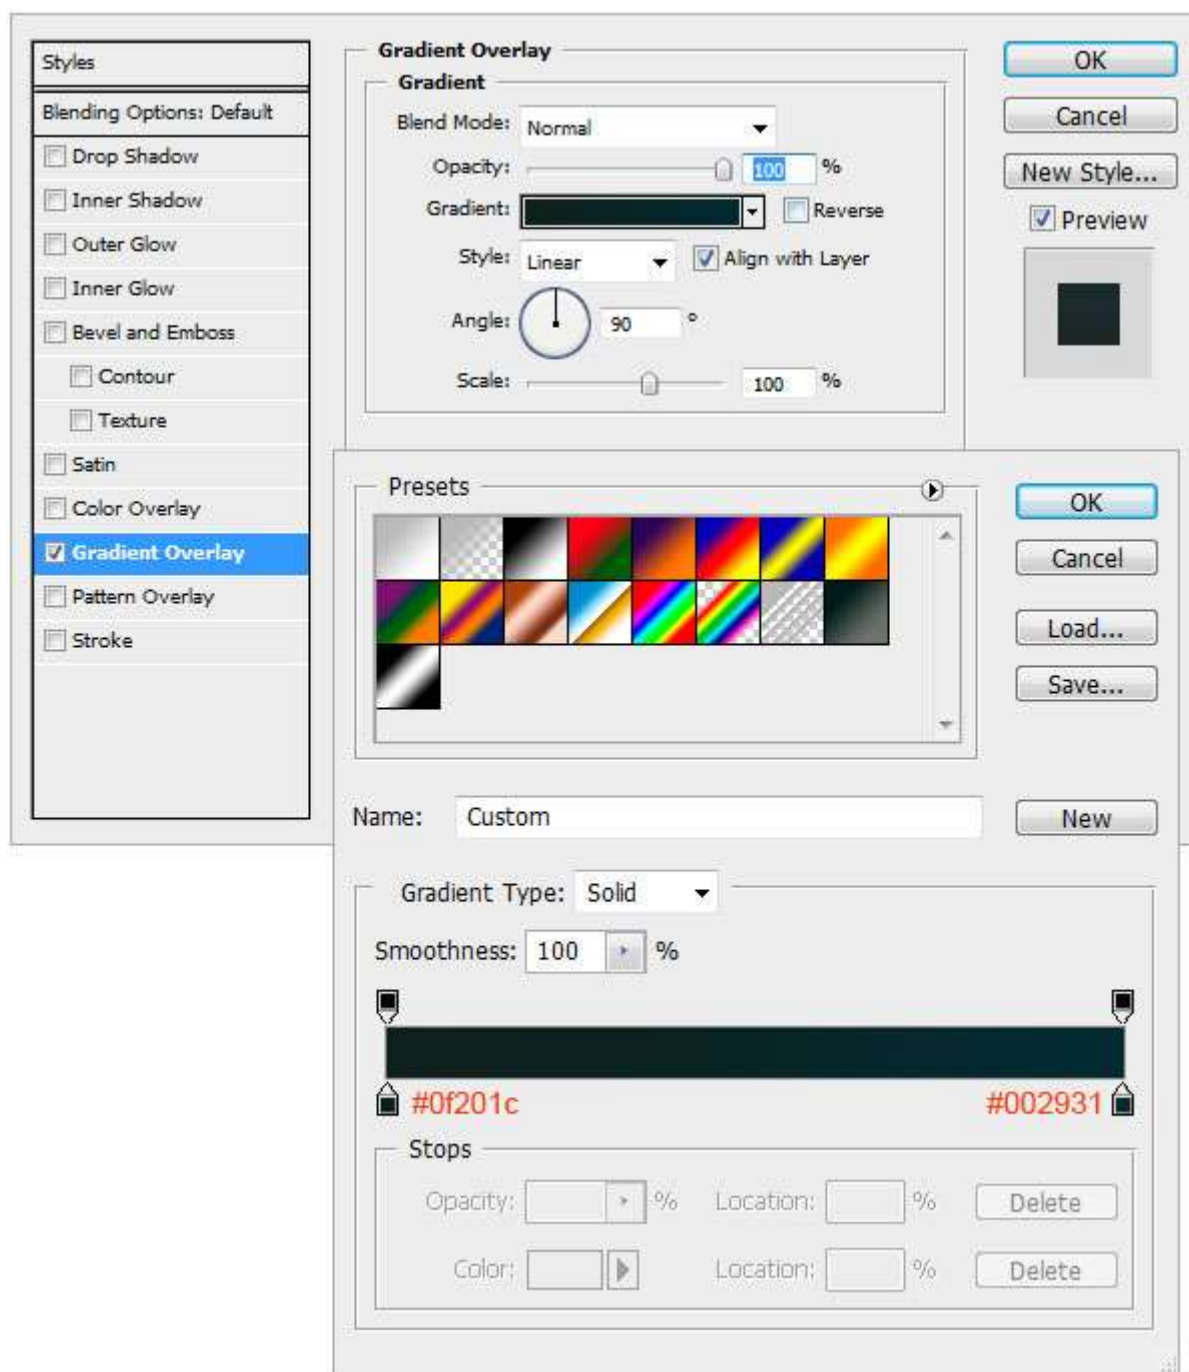 Styles
Blending Options: Default
Drop Shadow
Inner Shadow
Outer Glow
Inner Glow
Bevel and Emboss
Contour
Texture
Satin
Color Overlay
Gradient Overlay
Pattern Overlay
Stroke
Gradient Overlay
Gradient
Blend Mode: Normal
Opacity: 100 %
Gradient: Reverse
Style: Linear Align with Layer
Angle: 90 °
Scale: 100 %
OK
Cancel
New Style...
Preview
Presets
OK
Cancel
Load...
Save...
Name: Custom New
Gradient Type: Solid
Smoothness: 100 %
#0f201c #002931
Stops
Opacity: % Location: % Delete
Color: Location: % Delete